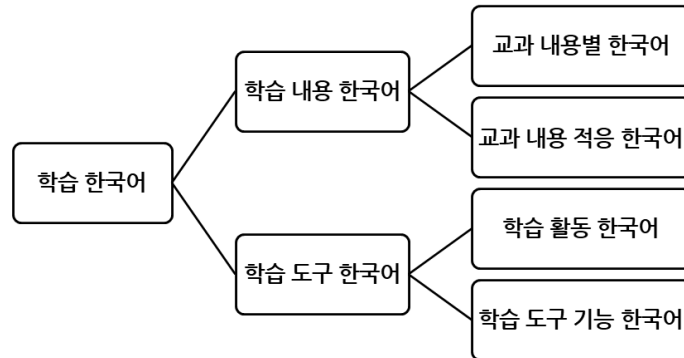 학습 한국어
학습 내용 한국어
교과 내용별 한국어
교과 내용 적응 한국어
학습 도구 한국어
학습 활동 한국어
학습 도구 기능 한국어